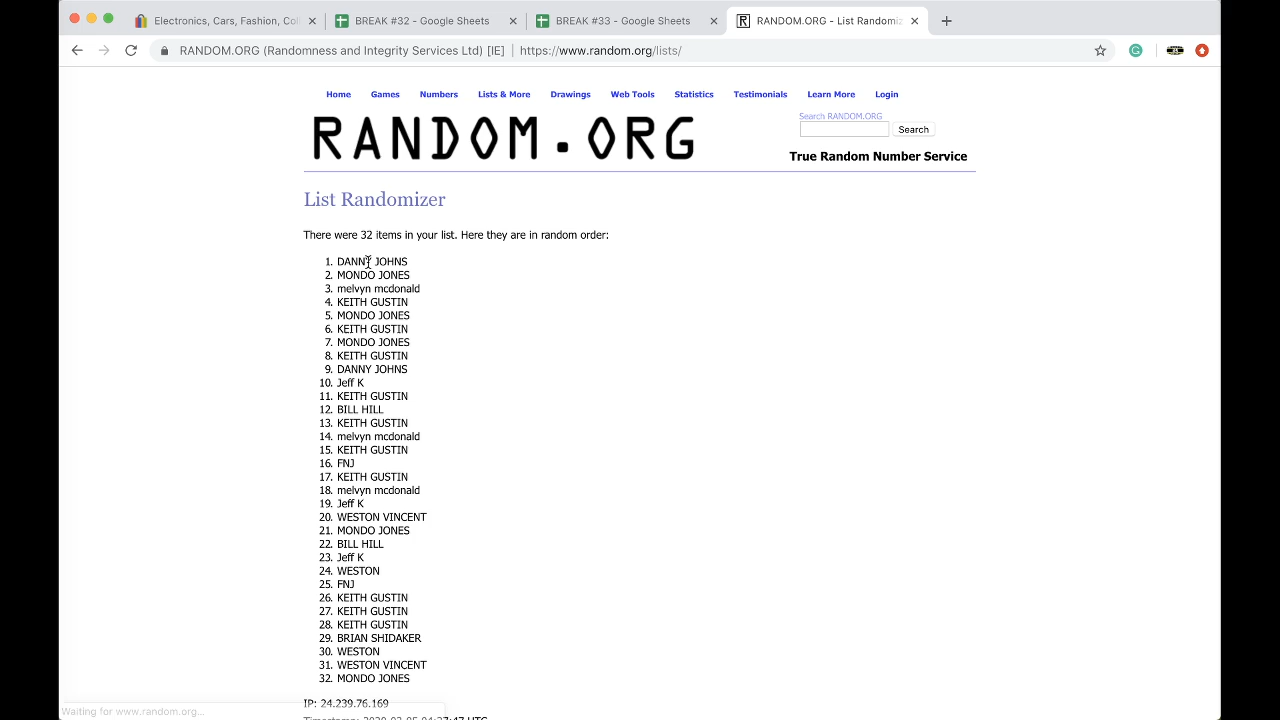 Electronics, Cars, Fashion, Col
BREAK #32 - Google Sheets
BREAK #33 - Google Sheets
RANDOM.ORG - List Randomiz
RANDOM.ORG (Randomness and Integrity Services Ltd) [IE] | https://www.random.org/lists/
Home Games Numbers Lists & More Drawings Web Tools Statistics Testimonials Learn More Login
Search RANDOM.ORG
RANDOM.ORG
Search
True Random Number Service
List Randomizer
There were 32 items in your list. Here they are in random order:
1. DANNY JOHNS
2. MONDO JONES
3. melvyn mcdonald
4. KEITH GUSTIN
5. MONDO JONES
6. KEITH GUSTIN
7. MONDO JONES
8. KEITH GUSTIN
9. DANNY JOHNS
10. Jeff K
11. KEITH GUSTIN
12. BILL HILL
13. KEITH GUSTIN
14. melvyn mcdonald
15. KEITH GUSTIN
16. FNJ
17. KEITH GUSTIN
18. melvyn mcdonald
19. Jeff K
20. WESTON VINCENT
21. MONDO JONES
22. BILL HILL
23. Jeff K
24. WESTON
25. FNJ
26. KEITH GUSTIN
27. KEITH GUSTIN
28. KEITH GUSTIN
29. BRIAN SHIDAKER
30. WESTON
31. WESTON VINCENT
32. MONDO JONES
IP: 24.239.76.169
Waiting for www.random.org...